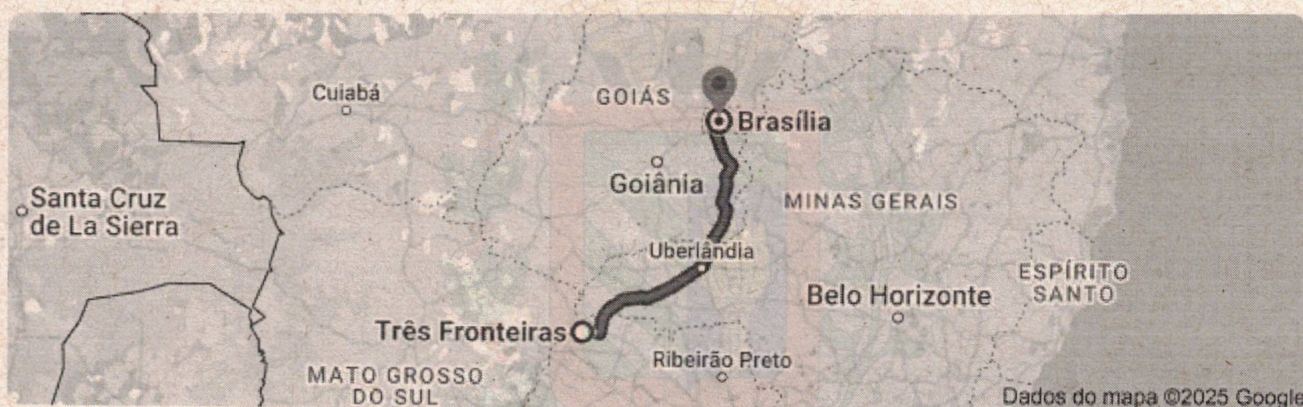 Cuiabá
GOIÁS
Brasília
Goiânia
Santa Cruz
de La Sierra
MINAS GERAIS
Uberlândia
ESPÍRITO
SANTO
Belo Horizonte
Três Fronteiras
Ribeirão Preto
MATO GROSSO
DO SUL
Dados do mapa ©2025 Google